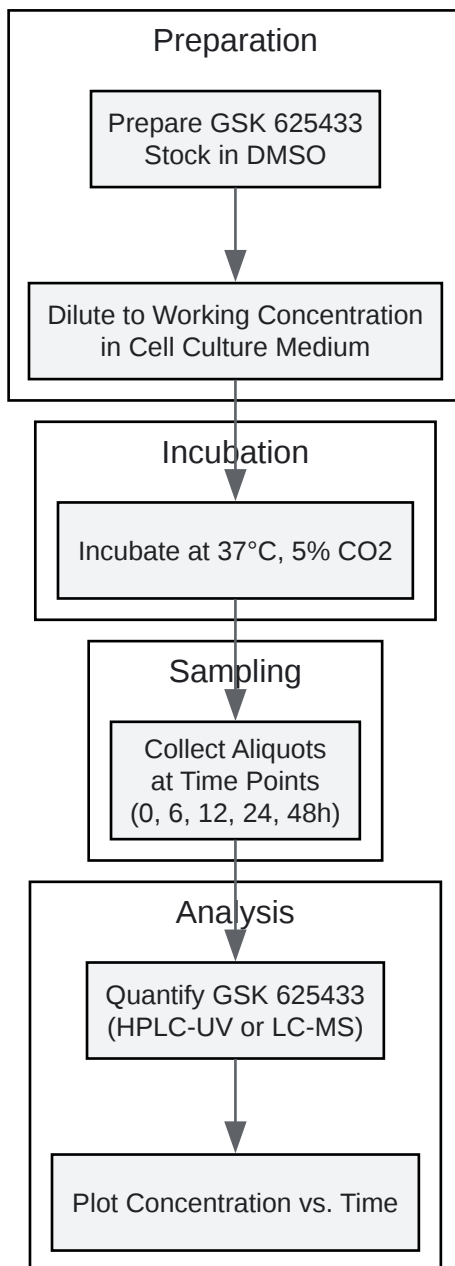 Preparation
Prepare GSK 625433
Stock in DMSO
Dilute to Working Concentration
in Cell Culture Medium
Incubation
Incubate at 37°C, 5% CO2
Sampling
Collect Aliquots
at Time Points
(0, 6, 12, 24, 48h)
Analysis
Quantify GSK 625433
(HPLC-UV or LC-MS)
Plot Concentration vs. Time